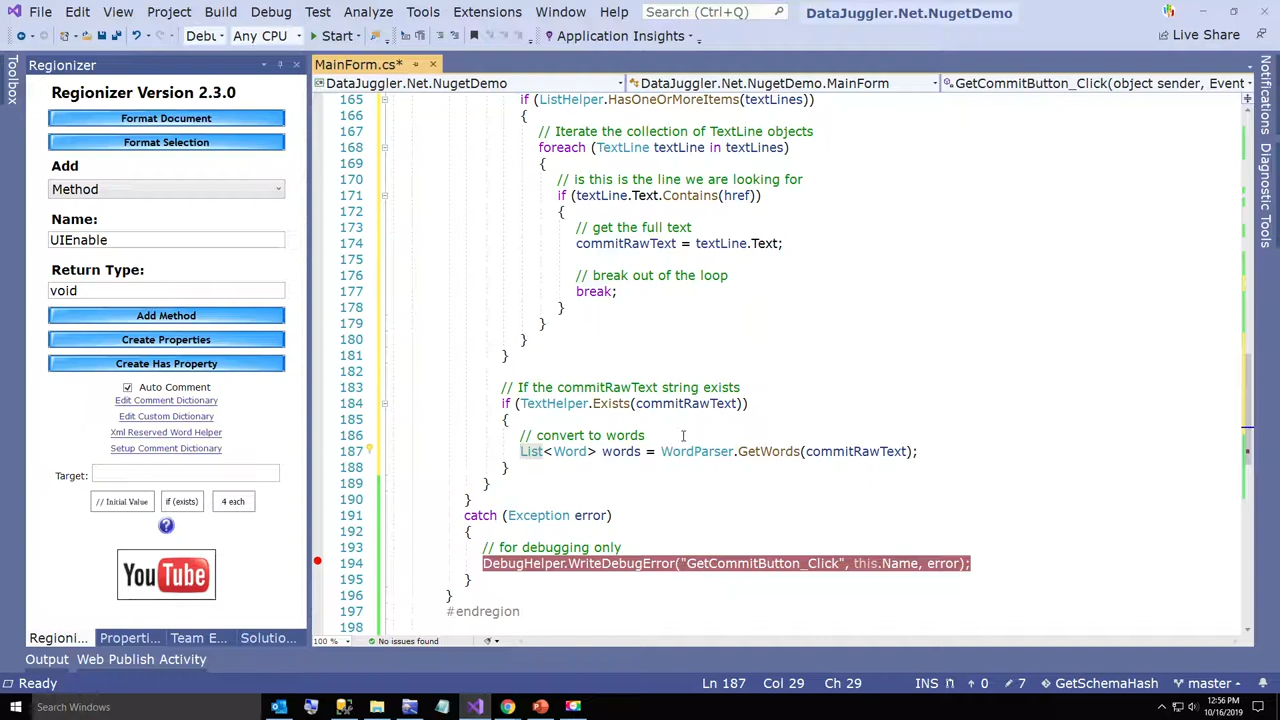 File Edit View Project Build Debug Test Analyze Tools Extensions Window Help Search (Ctrl+Q) DataJuggler.Net.NugetDemo
Debu Any CPU Start Application Insights Live Share
Toolbox
Regionizer
Regionizer Version 2.3.0
Format Document
Format Selection
Add
Method
Name:
UIEnable
Return Type:
void
Add Method
Create Properties
Create Has Property
Auto Comment
Edit Comment Dictionary
Edit Custom Dictionary
Xml Reserved Word Helper
Setup Comment Dictionary
Target:
// Initial Value if (exists) 4 each
?
YouTube
Regioni... Properti... Team E... Solutio...
MainForm.cs*
DataJuggler.Net.NugetDemo DataJuggler.Net.NugetDemo.MainForm GetCommitButton_Click(object sender, Event
165 if (ListHelper.HasOneOrMoreItems(textLines))
166 {
167 // Iterate the collection of TextLine objects
168 foreach (TextLine textLine in textLines)
169 {
170 // is this is the line we are looking for
171 if (textLine.Text.Contains(href))
172 {
173 // get the full text
174 commitRawText = textLine.Text;
175
176 // break out of the loop
177 break;
178 }
179 }
180 }
181 }
182
183 // If the commitRawText string exists
184 if (TextHelper.Exists(commitRawText))
185 {
186 // convert to words
187 List<Word> words = WordParser.GetWords(commitRawText);
188 }
189 }
190 }
191 catch (Exception error)
192 {
193 // for debugging only
194 DebugHelper.WriteDebugError("GetCommitButton_Click", this.Name, error);
195 }
196 }
197 #endregion
198
100 % No issues found
Notifications
Diagnostic Tools
Output Web Publish Activity
Ready Ln 187 Col 29 Ch 29 INS 0 7 GetSchemaHash master
Search Windows
12:56 PM
10/16/2019